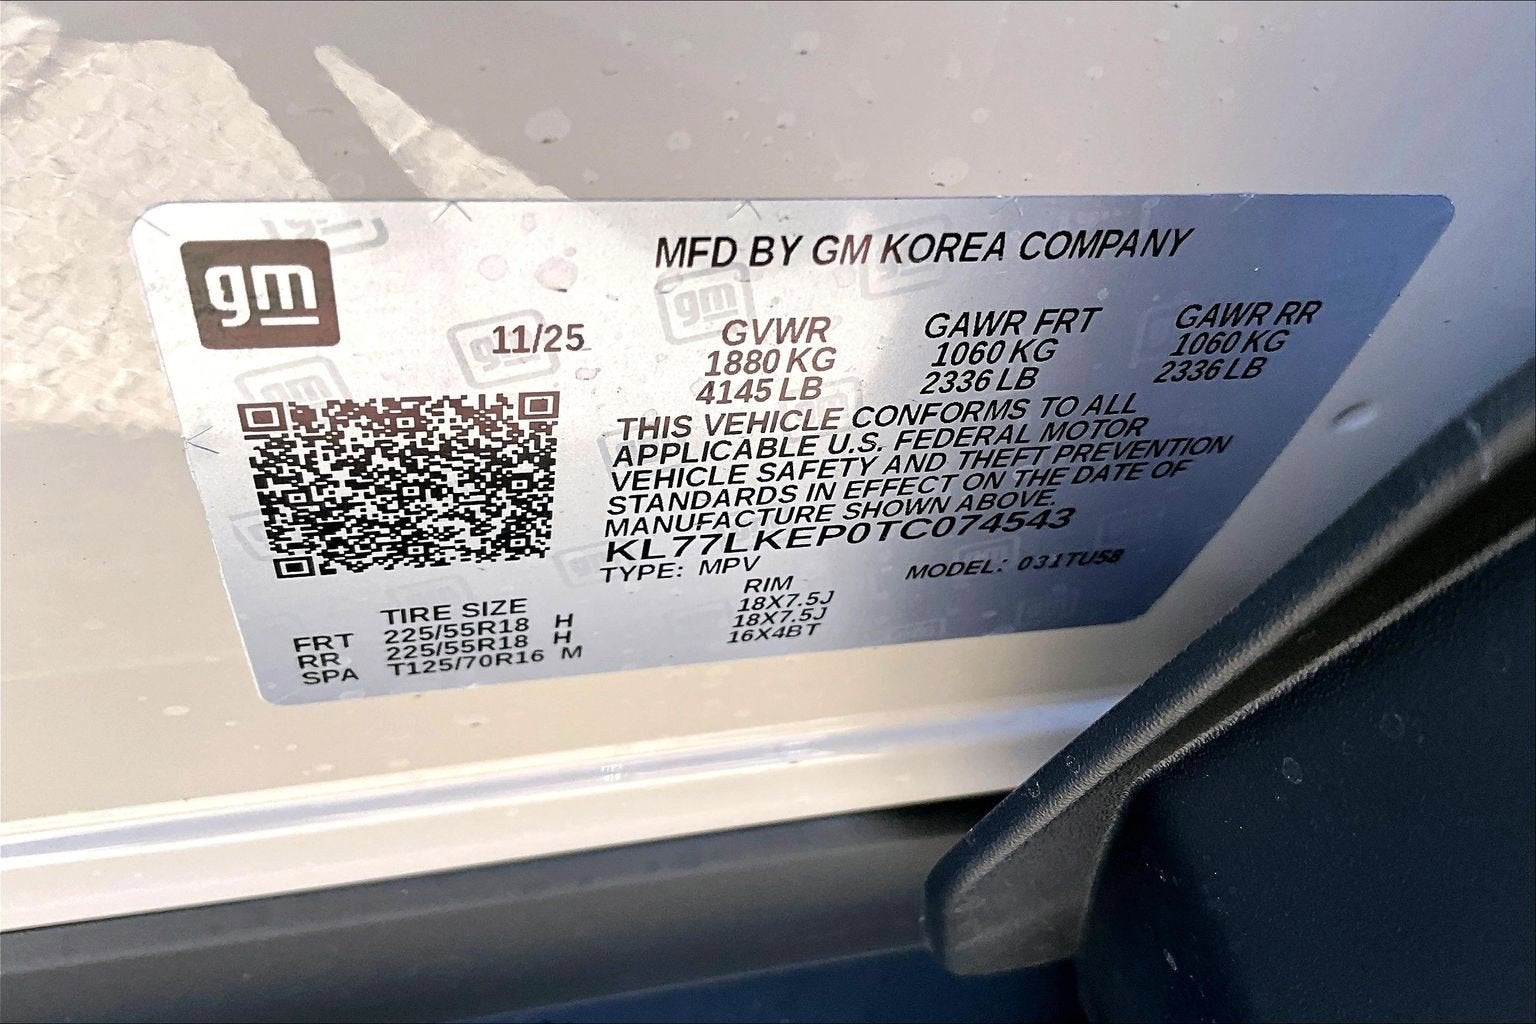 gm
MFD BY GM KOREA COMPANY
11/25
GVWR GAWR FRT GAWR RR
1880 KG 1060 KG 1060 KG
4145 LB 2336 LB 2336 LB
THIS VEHICLE CONFORMS TO ALL
APPLICABLE U.S. FEDERAL MOTOR
VEHICLE SAFETY AND THEFT PREVENTION
STANDARDS IN EFFECT ON THE DATE OF
MANUFACTURE SHOWN ABOVE.
KL77LKEP0TC074543
TYPE: MPV MODEL: 031TU58
TIRE SIZE RIM
FRT 225/55R18 H 18X7.5J
RR 225/55R18 H 18X7.5J
SPA T125/70R16 M 16X4BT